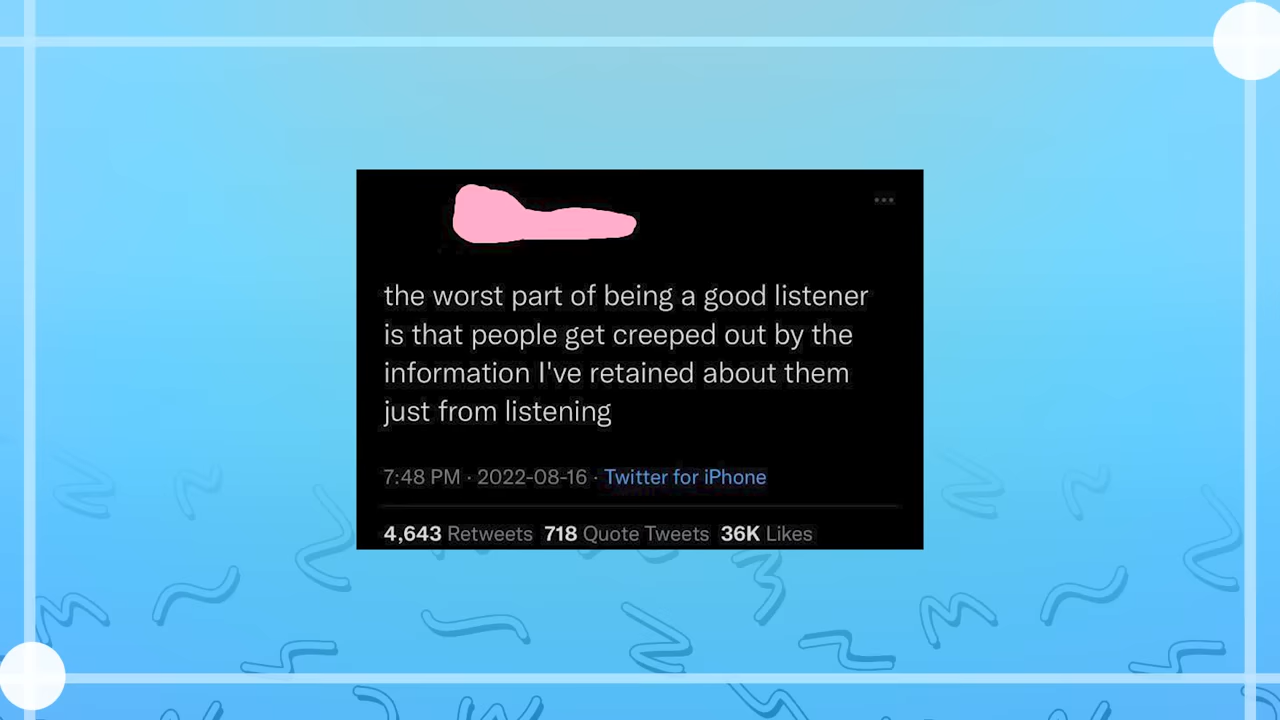 the worst part of being a good listener
is that people get creeped out by the
information I've retained about them
just from listening
7:48 PM · 2022-08-16 · Twitter for iPhone
4,643 Retweets 718 Quote Tweets 36K Likes